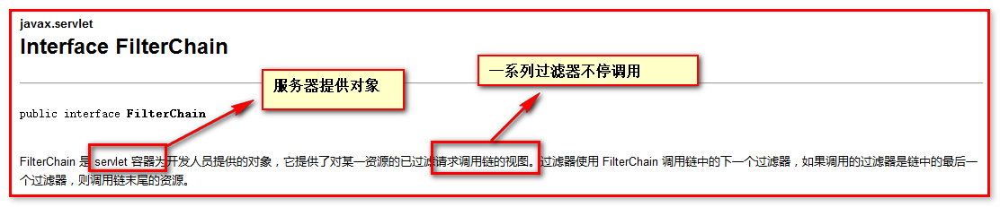 javax.servlet
Interface FilterChain
服务器提供对象
一系列过滤器不停调用
public interface FilterChain
FilterChain 是 servlet 容器为开发人员提供的对象，它提供了对某一资源的已过滤请求调用链的视图。过滤器使用 FilterChain 调用链中的下一个过滤器，如果调用的过滤器是链中的最后一
个过滤器，则调用链末尾的资源。